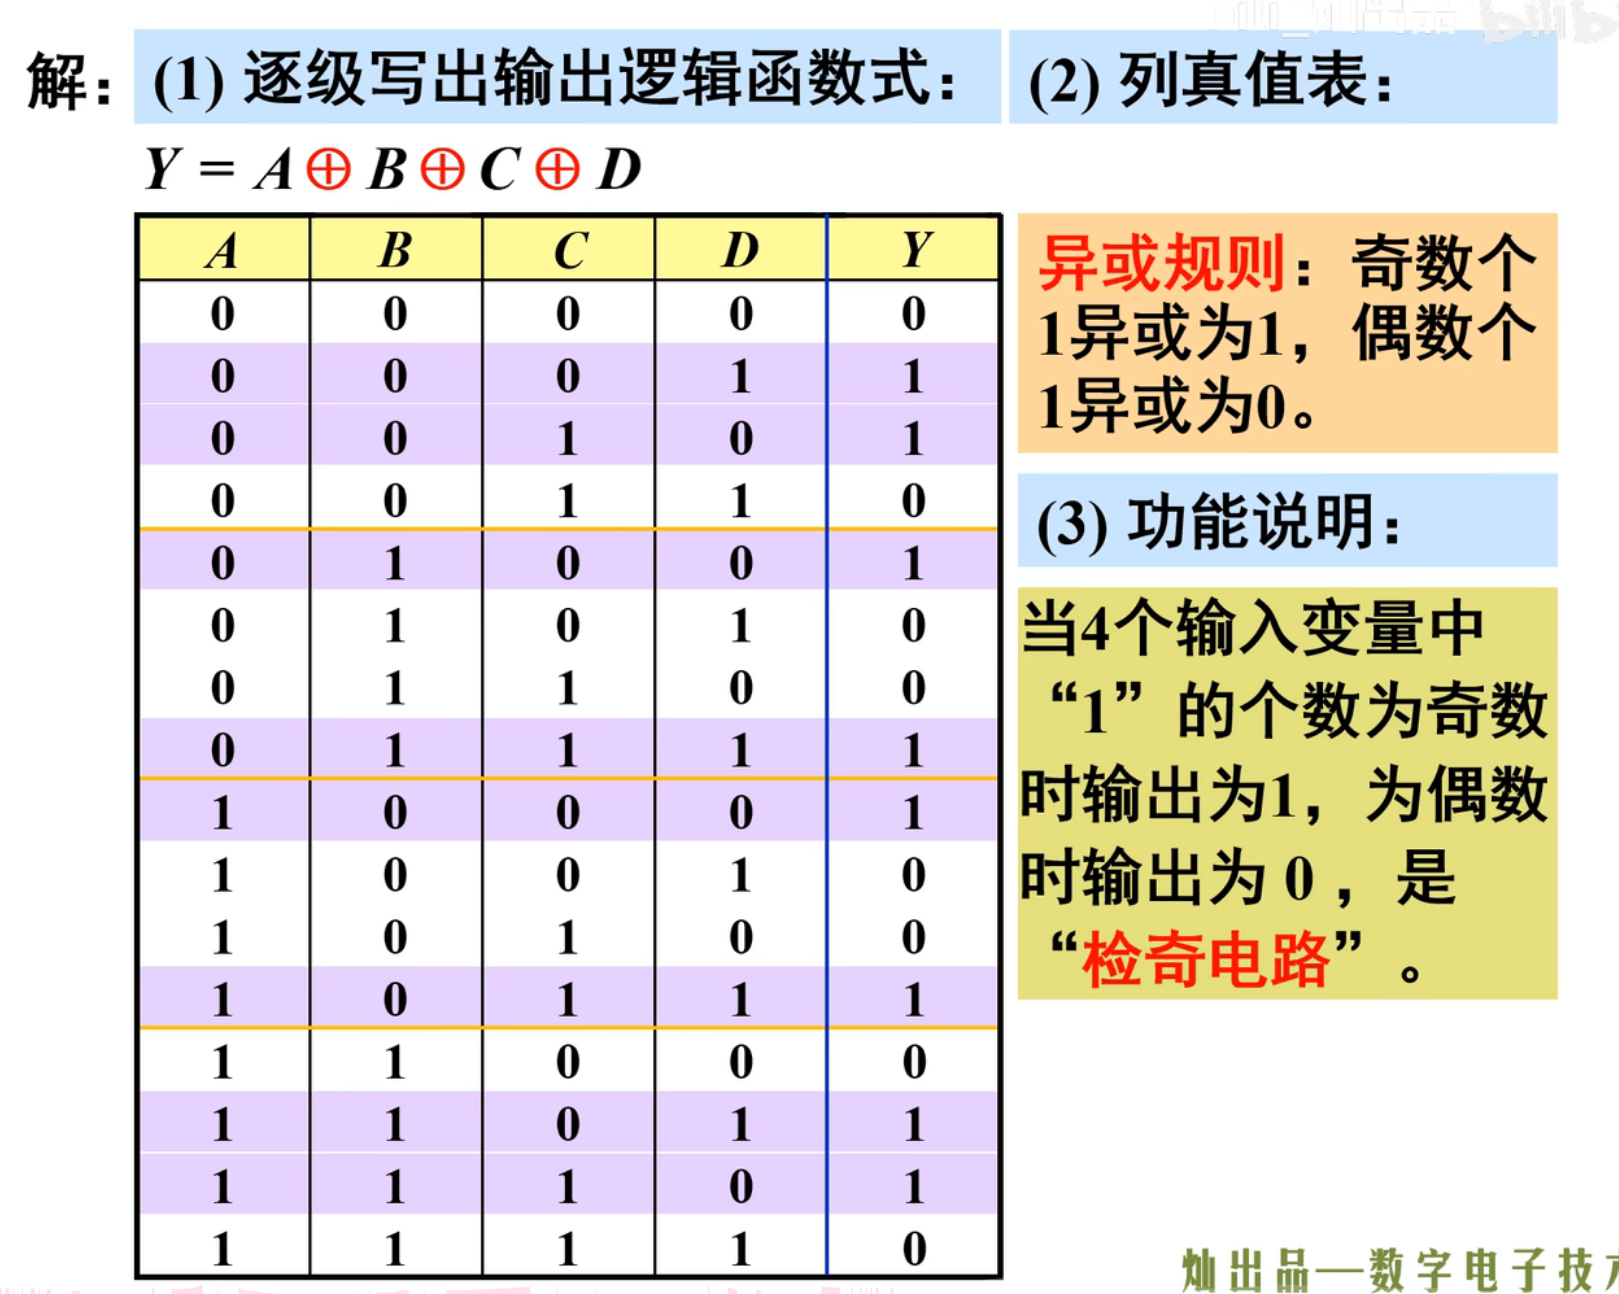 解： (1) 逐级写出输出逻辑函数式： (2) 列真值表：
Y = A ⊕ B ⊕ C ⊕ D
A B C D Y
0 0 0 0 0
0 0 0 1 1
0 0 1 0 1
0 0 1 1 0
0 1 0 0 1
0 1 0 1 0
0 1 1 0 0
0 1 1 1 1
1 0 0 0 1
1 0 0 1 0
1 0 1 0 0
1 0 1 1 1
1 1 0 0 0
1 1 0 1 1
1 1 1 0 1
1 1 1 1 0
异或规则：奇数个
1异或为1，偶数个
1异或为0。
(3) 功能说明：
当4个输入变量中
“1”的个数为奇数
时输出为1，为偶数
时输出为 0 ，是
“检奇电路”。
灿出品—数字电子技